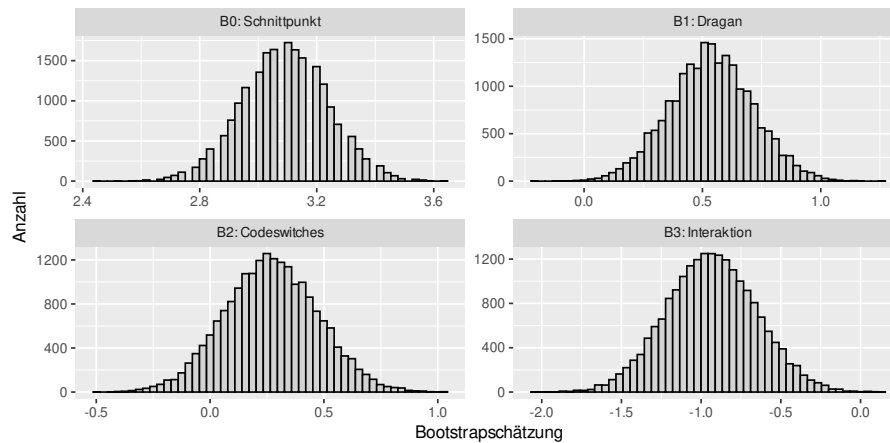 B0: Schnittpunkt
B1: Dragan
1500
1000
500
0
2.4 2.8 3.2 3.6
1500
1000
500
0
0.0 0.5 1.0
Anzahl
B2: Codeswitches
B3: Interaktion
1200
800
400
0
-0.5 0.0 0.5 1.0
1200
800
400
0
-2.0 -1.5 -1.0 -0.5 0.0
Bootstrapschätzung